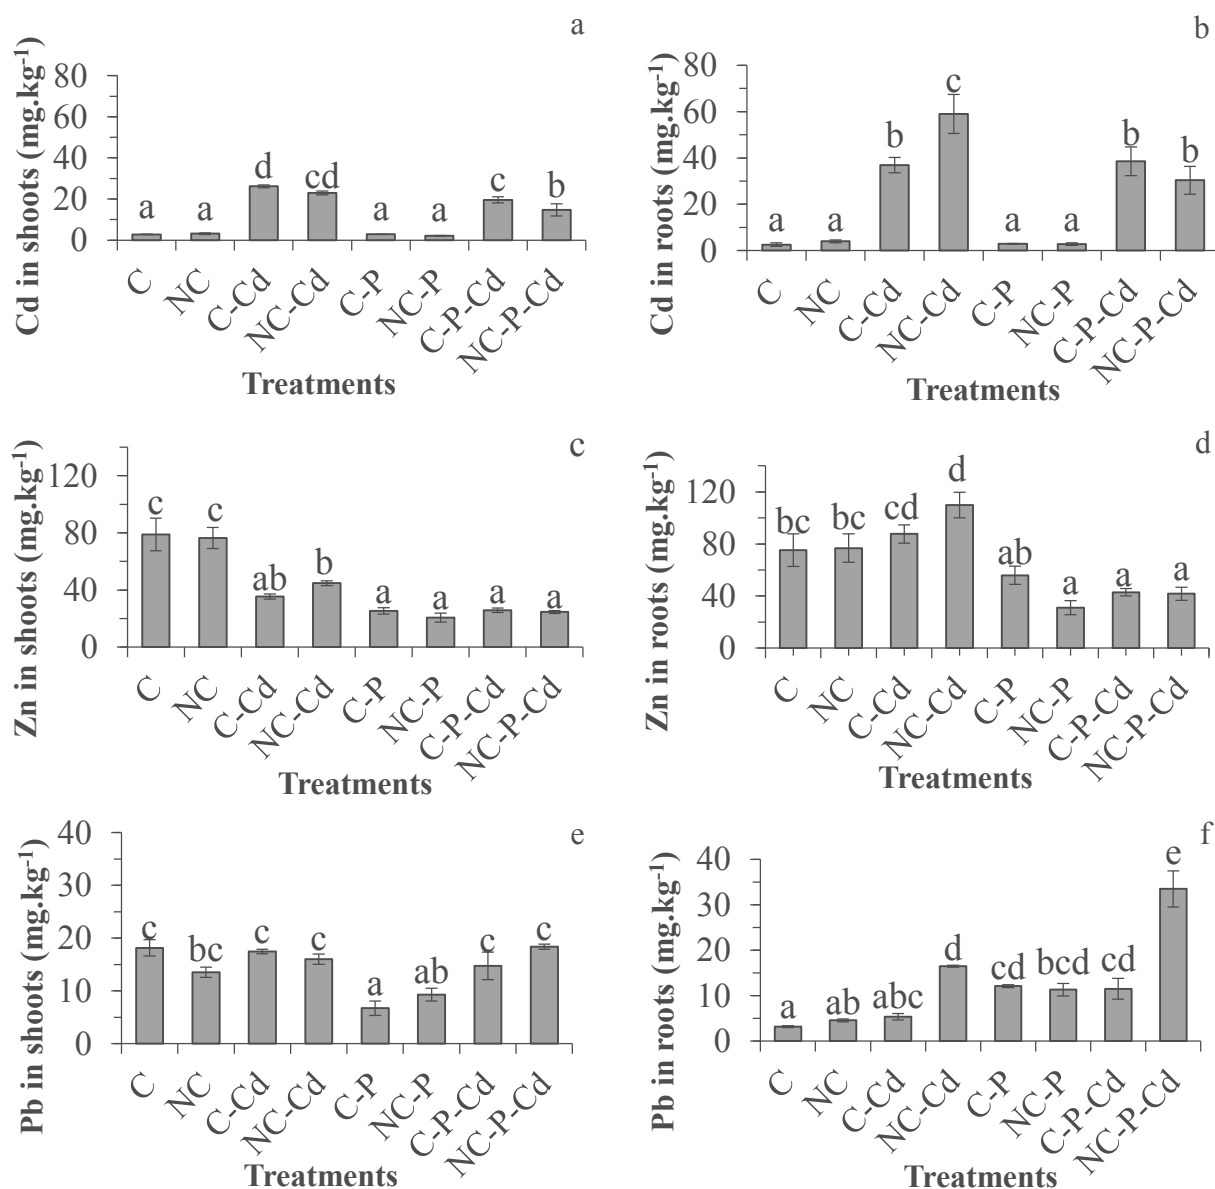 a
Cd in shoots (mg.kg-1)
80
60
40
20
0
a
a
d
cd
a
a
c
b
C
NC
C-Cd
NC-Cd
C-P
NC-P
C-P-Cd
NC-P-Cd
Treatments
b
Cd in roots (mg.kg-1)
80
60
40
20
0
a
a
b
c
a
a
b
b
C
NC
C-Cd
NC-Cd
C-P
NC-P
C-P-Cd
NC-P-Cd
Treatments
c
Zn in shoots (mg.kg-1)
120
80
40
0
c
c
ab
b
a
a
a
a
C
NC
C-Cd
NC-Cd
C-P
NC-P
C-P-Cd
NC-P-Cd
Treatments
d
Zn in roots (mg.kg-1)
120
80
40
0
bc
bc
cd
d
ab
a
a
a
C
NC
C-Cd
NC-Cd
C-P
NC-P
C-P-Cd
NC-P-Cd
Treatments
e
Pb in shoots (mg.kg-1)
40
30
20
10
0
c
bc
c
c
a
ab
c
c
C
NC
C-Cd
NC-Cd
C-P
NC-P
C-P-Cd
NC-P-Cd
Treatments
f
Pb in roots (mg.kg-1)
40
30
20
10
0
a
ab
abc
d
cd
bcd
cd
e
C
NC
C-Cd
NC-Cd
C-P
NC-P
C-P-Cd
NC-P-Cd
Treatments